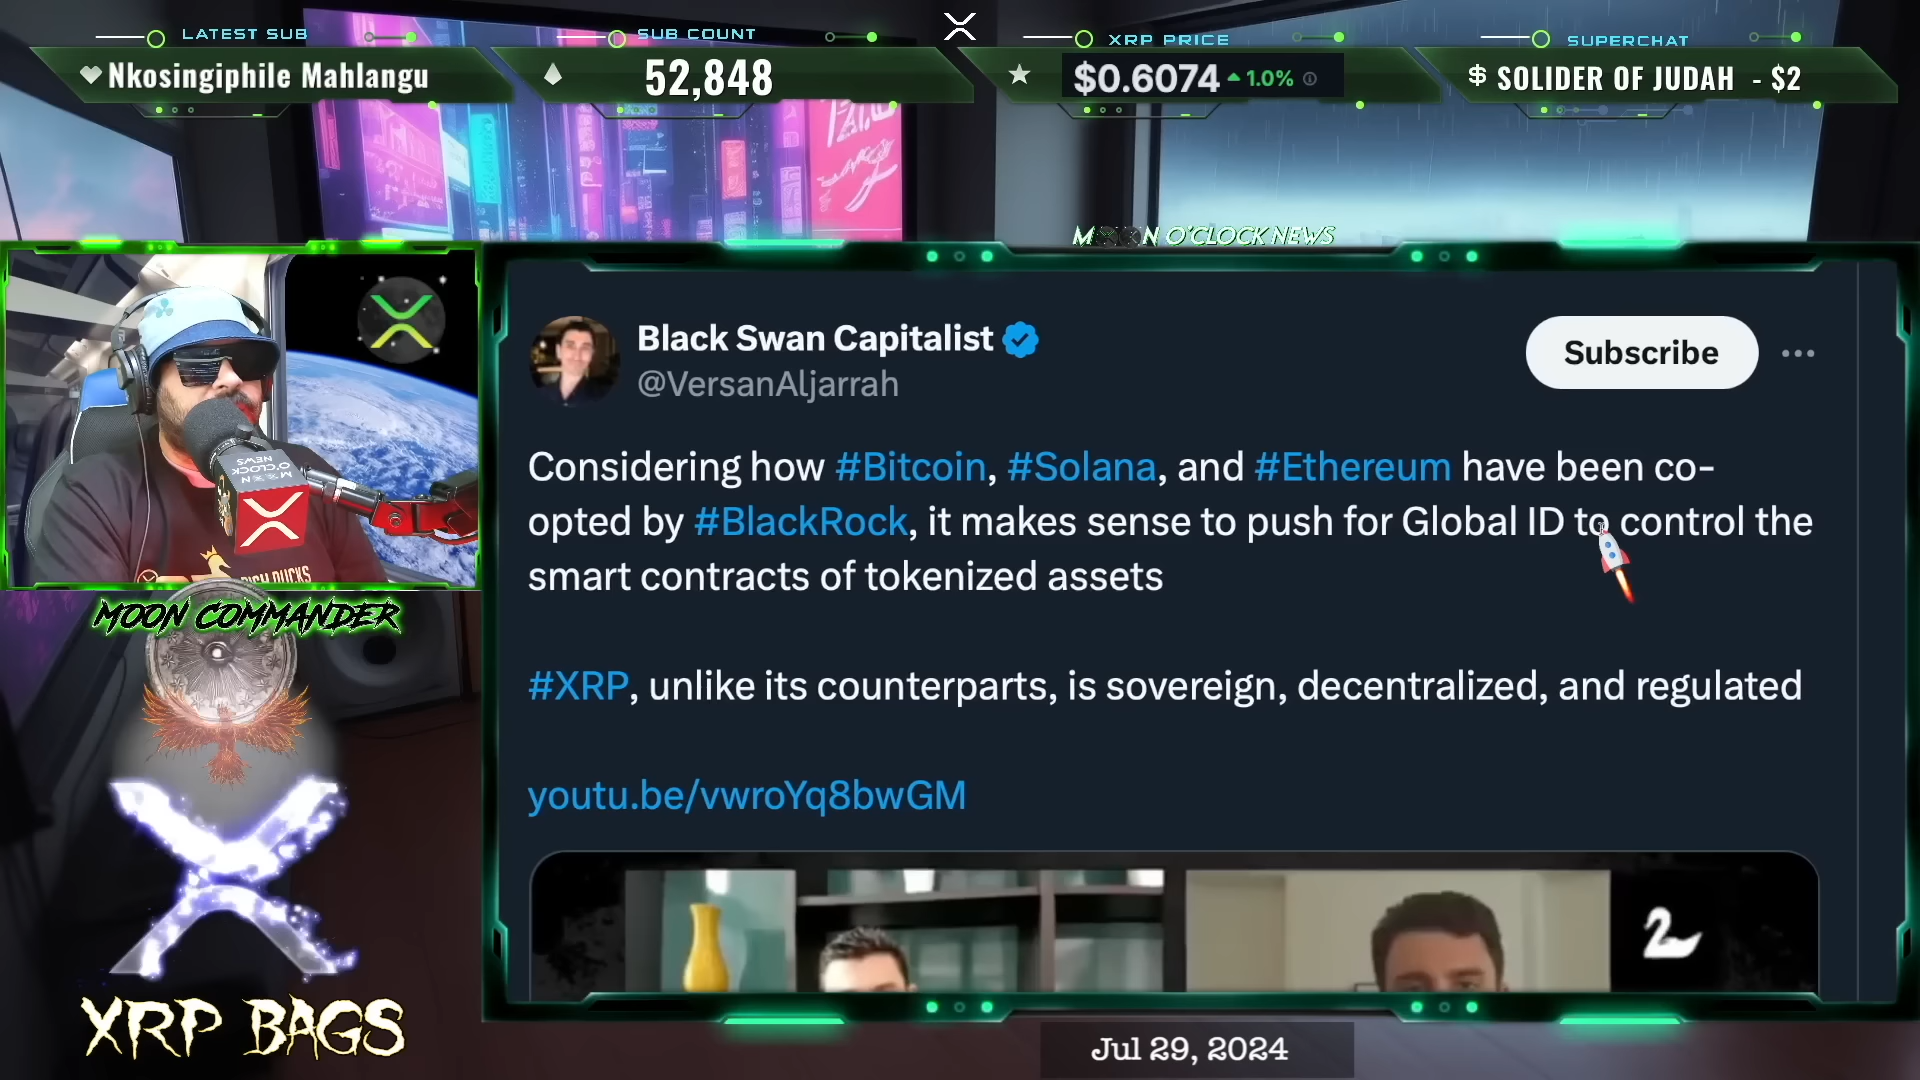 LATEST SUB
Nkosingiphile Mahlangu
SUB COUNT
52,848
XRP PRICE
$0.6074 1.0%
SUPERCHAT
SOLIDER OF JUDAH - $2
MOON O'CLOCK NEWS
Black Swan Capitalist
@VersanAljarrah
Subscribe
Considering how #Bitcoin, #Solana, and #Ethereum have been co-
opted by #BlackRock, it makes sense to push for Global ID to control the
smart contracts of tokenized assets
#XRP, unlike its counterparts, is sovereign, decentralized, and regulated
youtu.be/vwroYq8bwGM
MOON COMMANDER
XRP BAGS
Jul 29, 2024